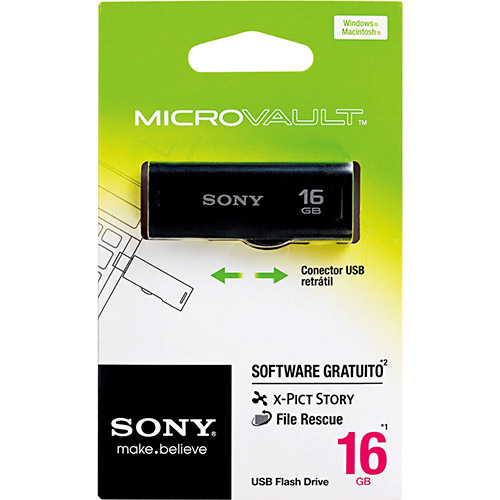 Windows®
Macintosh®
MICROVAULT™
SONY 16
GB
Conector USB
retrátil
SOFTWARE GRATUITO*2
X-PICT STORY
File Rescue
*1
SONY®
make.believe
16
GB
USB Flash Drive